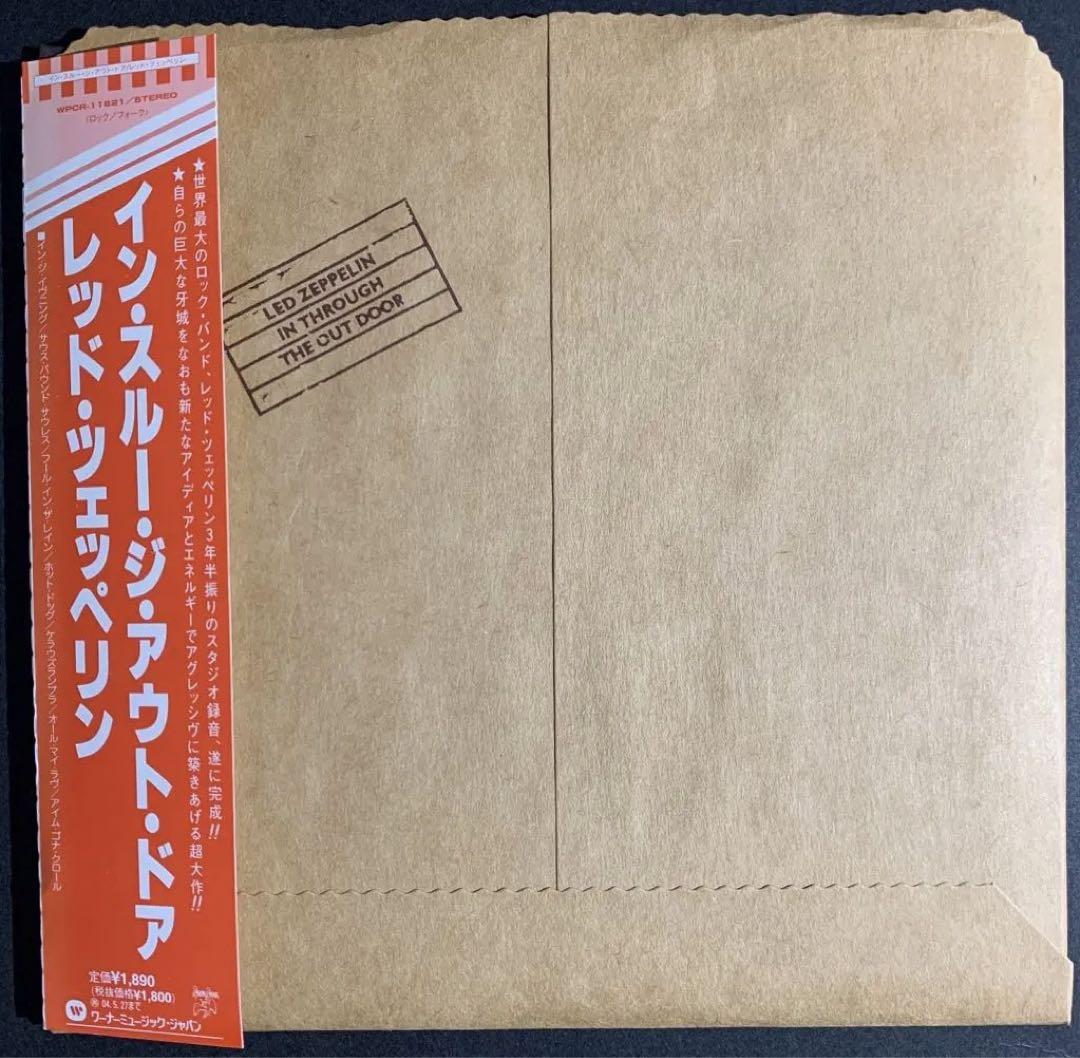 イン・スルー・ジ・アウト・ドア/レッド・ツェッペリン
WPCR-11621/STEREO
(ロック/フォーク)
★世界最大のロック・バンド、レッド・ツェッペリン3年半振りのスタジオ録音、遂に完成!!
★自らの巨大な牙城をなおも新たなアイディアとエネルギーでアグレッシヴに築きあげる超大作!!
イン・スルー・ジ・アウト・ドア
レッド・ツェッペリン
■イン・ジ・イヴニング/サウス・バウンド・サウレス/フール・イン・ザ・レイン/ホット・ドッグ/ケラウズランブラ/オール・マイ・ラヴ/アイム・ゴナ・クロール
定価¥1,890
(税抜価格¥1,800)
04.5.27まで
W
ワーナーミュージック・ジャパン
LED ZEPPELIN
IN THROUGH
THE OUT DOOR